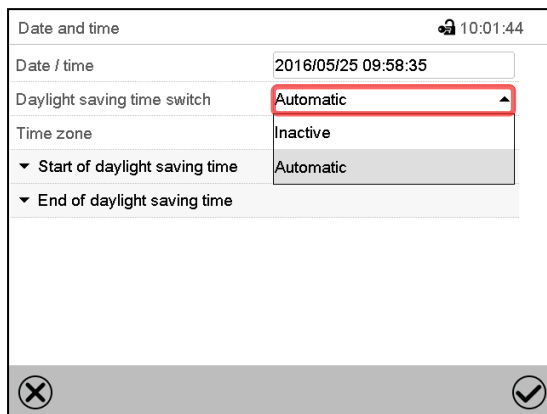 Date and time 10:01:44
Date / time 2016/05/25 09:58:35
Daylight saving time switch Automatic
Time zone Inactive
Start of daylight saving time Automatic
End of daylight saving time